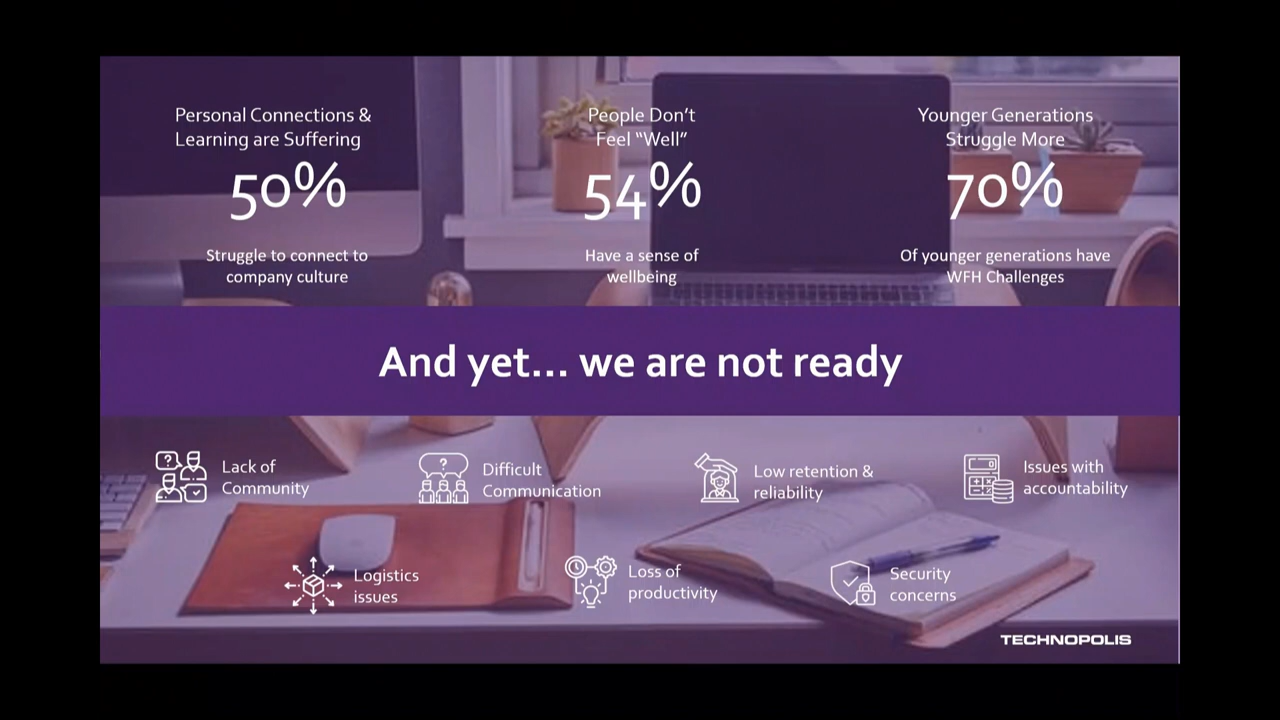 Personal Connections &
Learning are Suffering
50%
Struggle to connect to
company culture
People Don't
Feel "Well"
54%
Have a sense of
wellbeing
Younger Generations
Struggle More
70%
Of younger generations have
WFH Challenges
And yet... we are not ready
Lack of
Community
Difficult
Communication
Low retention &
reliability
Issues with
accountability
Logistics
issues
Loss of
productivity
Security
concerns
TECHNOPOLIS